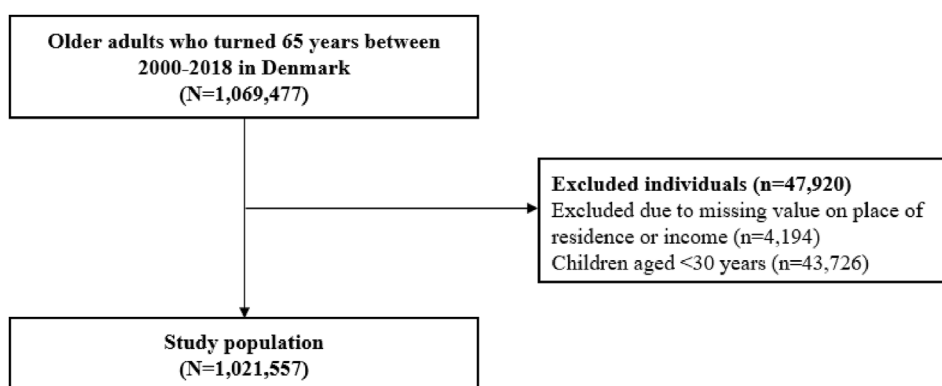 Older adults who turned 65 years between
2000-2018 in Denmark
(N=1,069,477)
Excluded individuals (n=47,920)
Excluded due to missing value on place of
residence or income (n=4,194)
Children aged <30 years (n=43,726)
Study population
(N=1,021,557)